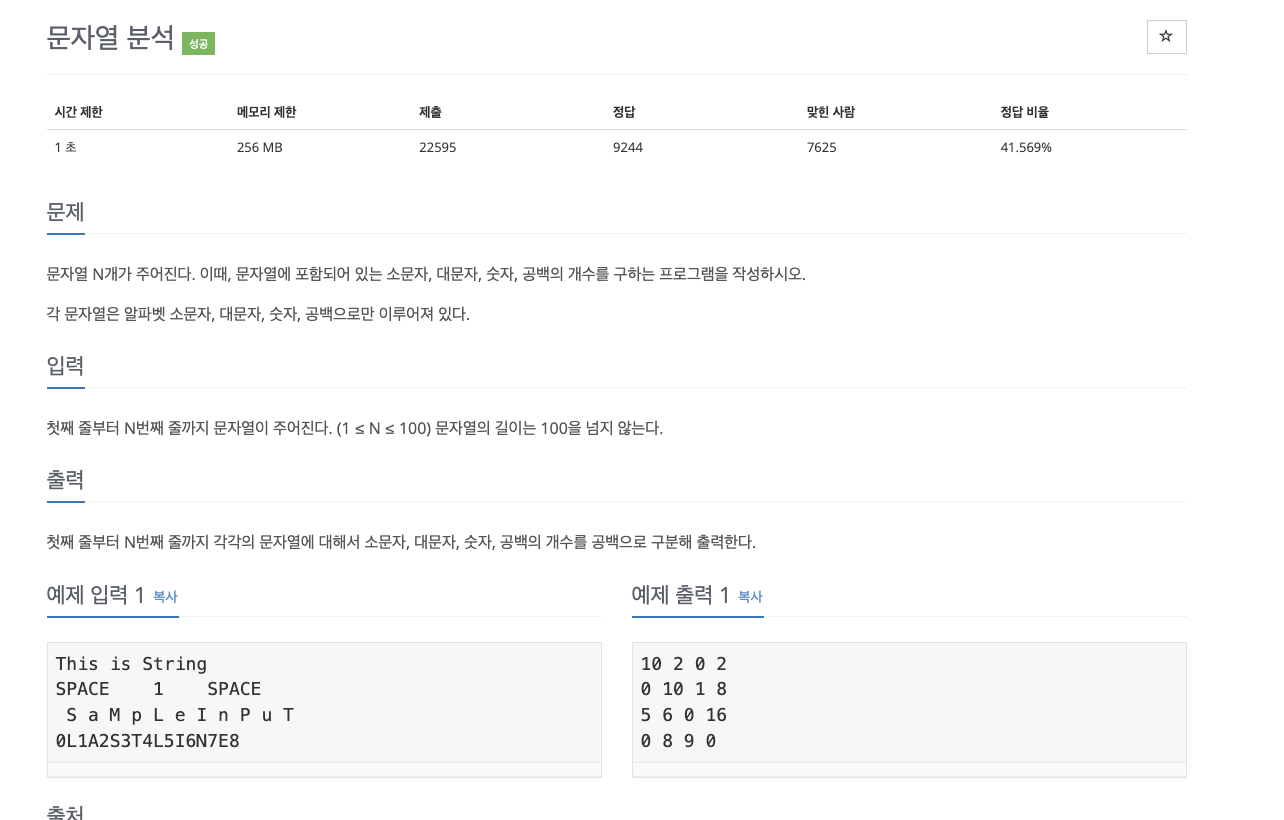 문자열 분석 성공
☆
시간 제한 메모리 제한 제출 정답 맞힌 사람 정답 비율
1 초 256 MB 22595 9244 7625 41.569%
문제
문자열 N개가 주어진다. 이때, 문자열에 포함되어 있는 소문자, 대문자, 숫자, 공백의 개수를 구하는 프로그램을 작성하시오.
각 문자열은 알파벳 소문자, 대문자, 숫자, 공백으로만 이루어져 있다.
입력
첫째 줄부터 N번째 줄까지 문자열이 주어진다. (1 ≤ N ≤ 100) 문자열의 길이는 100을 넘지 않는다.
출력
첫째 줄부터 N번째 줄까지 각각의 문자열에 대해서 소문자, 대문자, 숫자, 공백의 개수를 공백으로 구분해 출력한다.
예제 입력 1 복사
This is String
SPACE    1    SPACE
 S a M p L e I n P u T
0L1A2S3T4L5I6N7E8
예제 출력 1 복사
10 2 0 2
0 10 1 8
5 6 0 16
0 8 9 0
출처